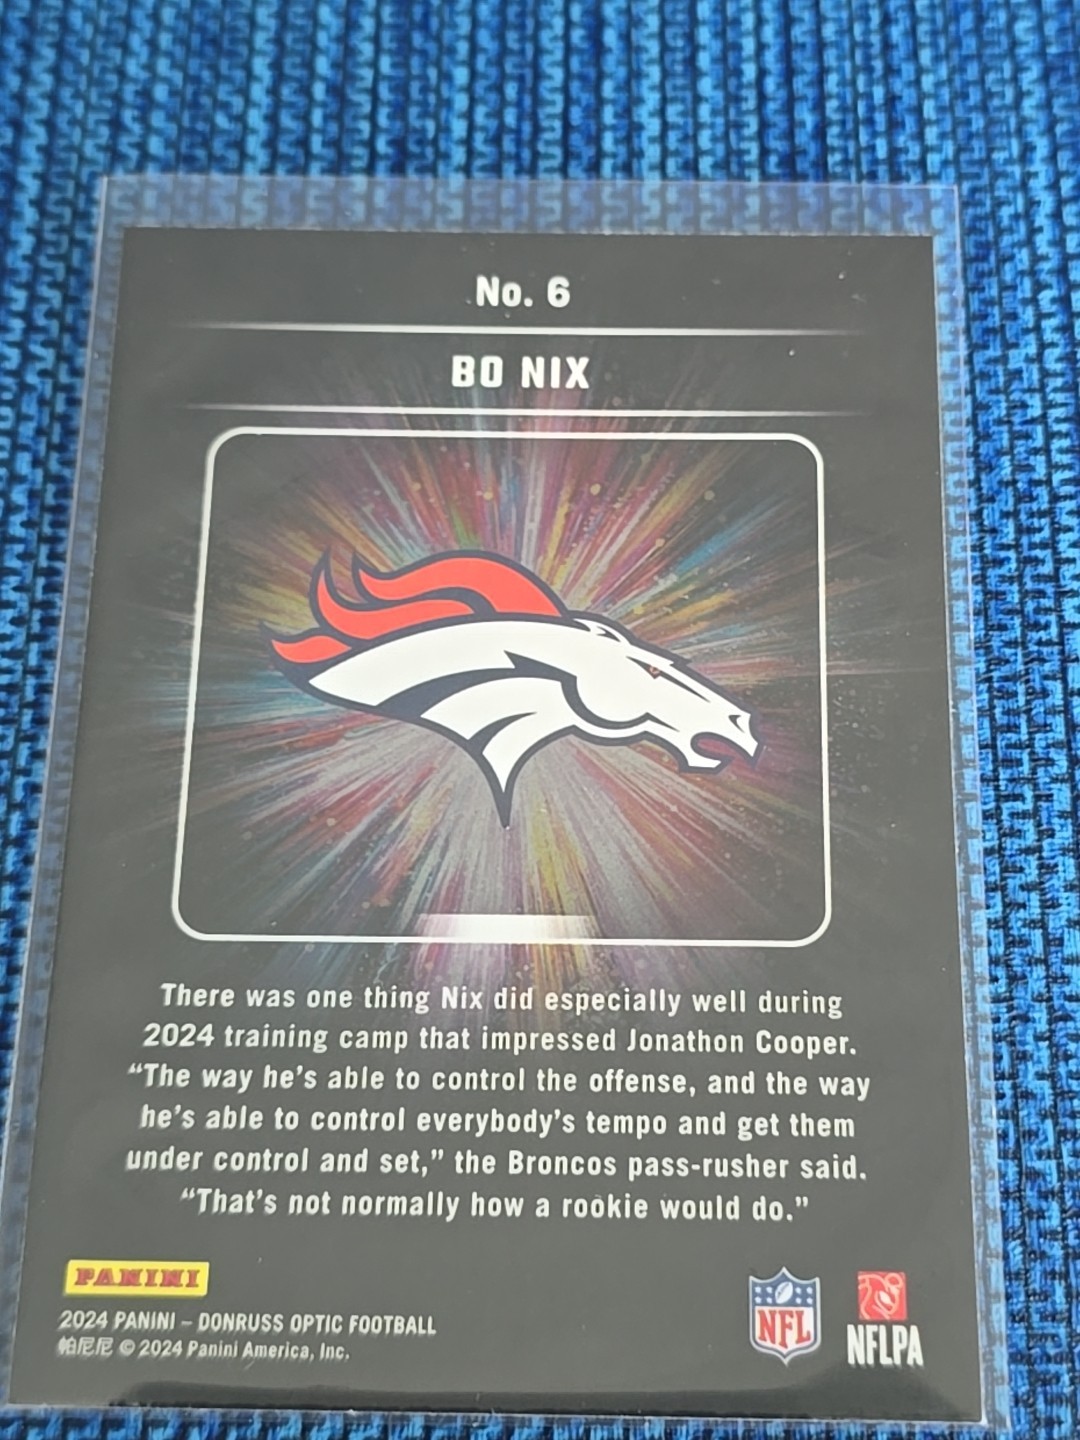 No. 6
BO NIX
There was one thing Nix did especially well during
2024 training camp that impressed Jonathon Cooper.
“The way he’s able to control the offense, and the way
he’s able to control everybody’s tempo and get them
under control and set,” the Broncos pass-rusher said.
“That’s not normally how a rookie would do.”
PANINI
2024 PANINI – DONRUSS OPTIC FOOTBALL
帕尼尼 © 2024 Panini America, Inc.
NFL
NFLPA